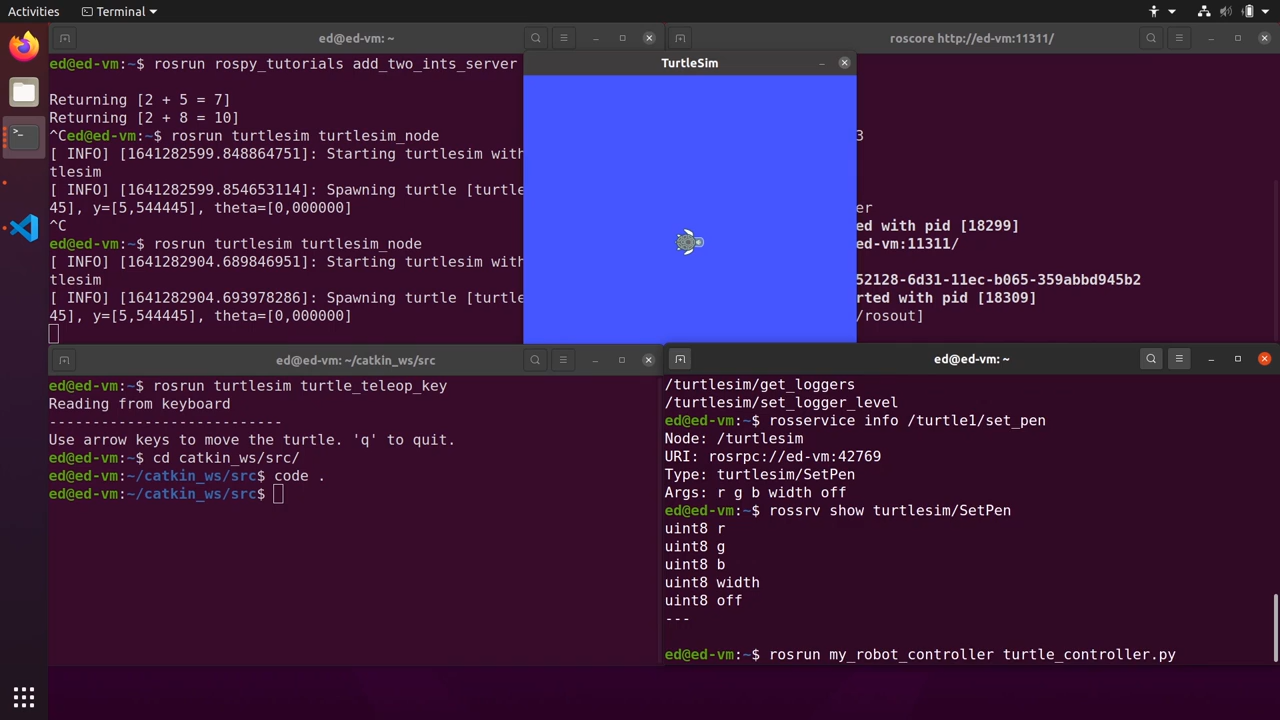 Activities
Terminal
ed@ed-vm: ~
ed@ed-vm:~$ rosrun rospy_tutorials add_two_ints_server
Returning [2 + 5 = 7]
Returning [2 + 8 = 10]
^Ced@ed-vm:~$ rosrun turtlesim turtlesim_node
[ INFO] [1641282599.848864751]: Starting turtlesim with
tlesim
[ INFO] [1641282599.854653114]: Spawning turtle [turtle
45], y=[5,544445], theta=[0,000000]
^C
ed@ed-vm:~$ rosrun turtlesim turtlesim_node
[ INFO] [1641282904.689846951]: Starting turtlesim with
tlesim
[ INFO] [1641282904.693978286]: Spawning turtle [turtle
45], y=[5,544445], theta=[0,000000]
TurtleSim
roscore http://ed-vm:11311/
3
er
ed with pid [18299]
ed-vm:11311/
52128-6d31-11ec-b065-359abbd945b2
rted with pid [18309]
/rosout]
ed@ed-vm: ~/catkin_ws/src
ed@ed-vm:~$ rosrun turtlesim turtle_teleop_key
Reading from keyboard
---------------------------
Use arrow keys to move the turtle. 'q' to quit.
ed@ed-vm:~$ cd catkin_ws/src/
ed@ed-vm:~/catkin_ws/src$ code .
ed@ed-vm:~/catkin_ws/src$
ed@ed-vm: ~
/turtlesim/get_loggers
/turtlesim/set_logger_level
ed@ed-vm:~$ rosservice info /turtle1/set_pen
Node: /turtlesim
URI: rosrpc://ed-vm:42769
Type: turtlesim/SetPen
Args: r g b width off
ed@ed-vm:~$ rossrv show turtlesim/SetPen
uint8 r
uint8 g
uint8 b
uint8 width
uint8 off
---
ed@ed-vm:~$ rosrun my_robot_controller turtle_controller.py